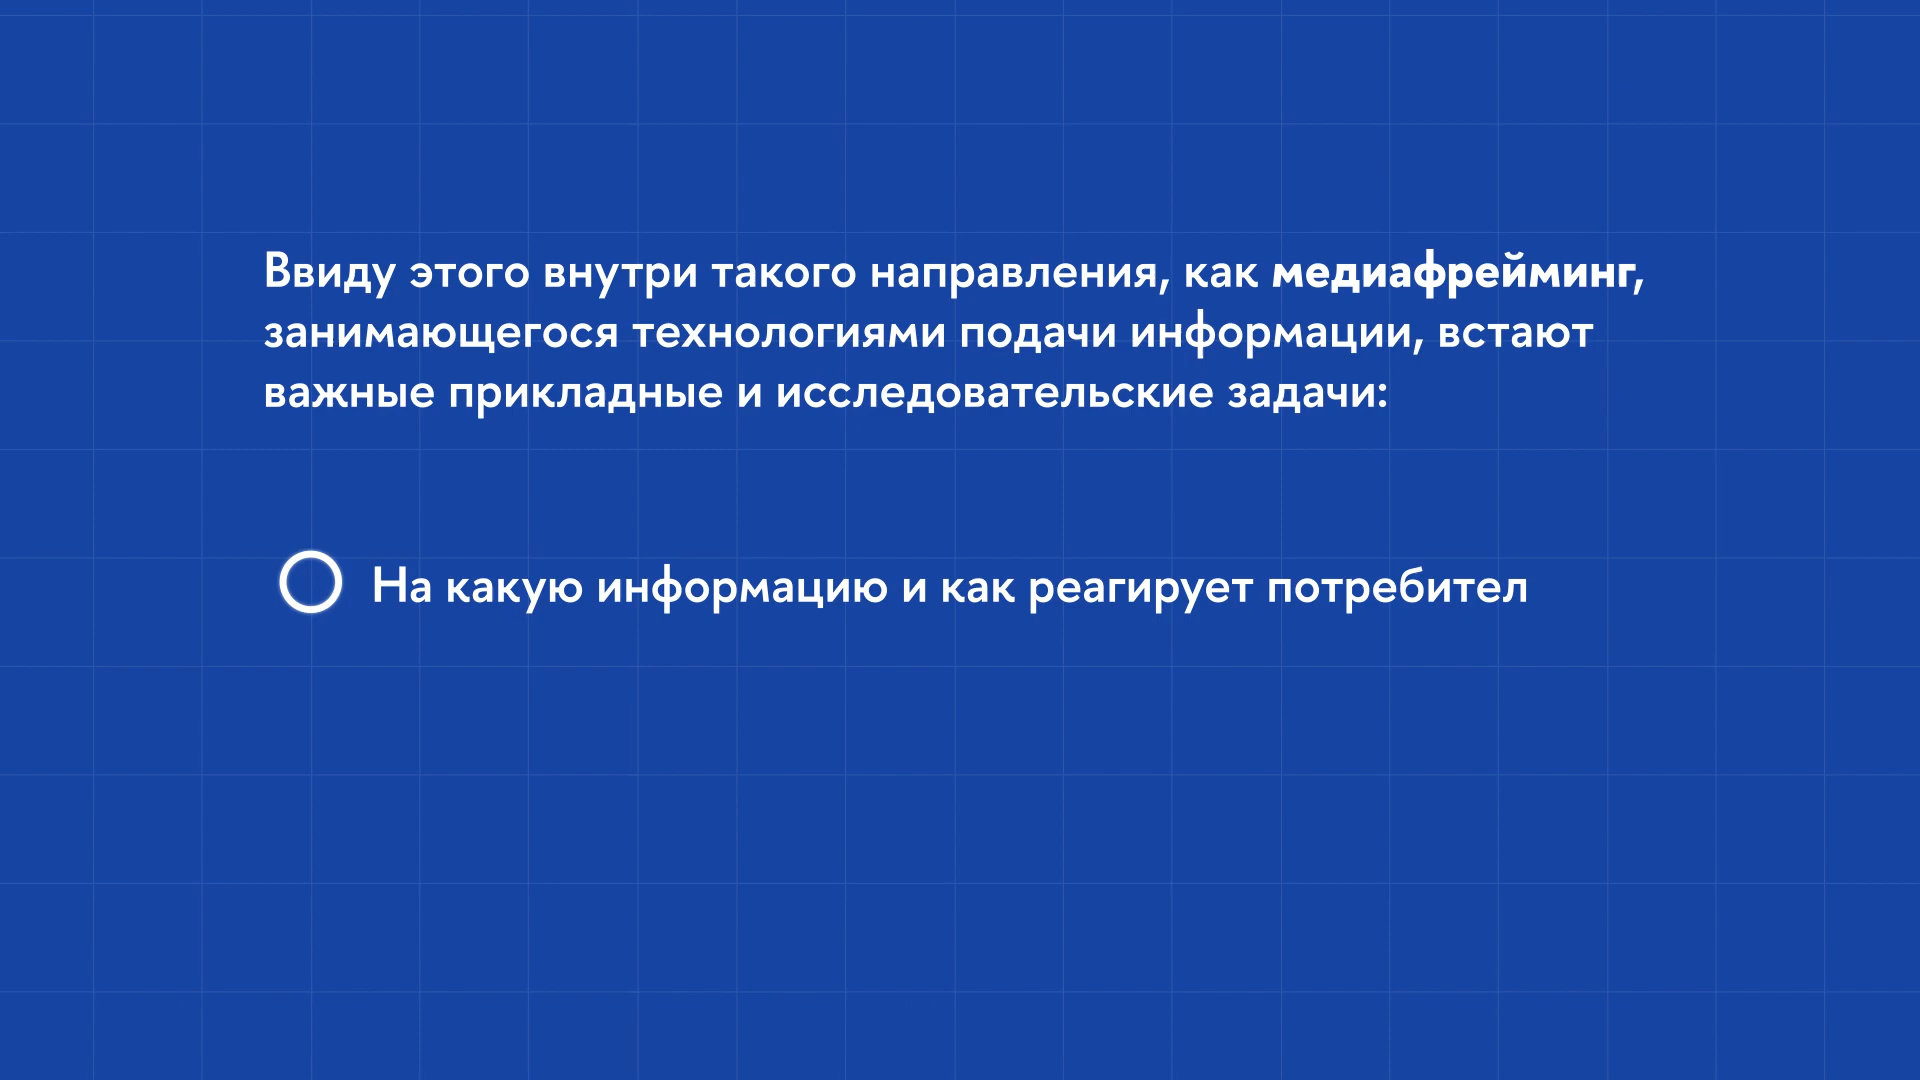 Ввиду этого внутри такого направления, как медиафрейминг,
занимающегося технологиями подачи информации, встают
важные прикладные и исследовательские задачи:
На какую информацию и как реагирует потребител